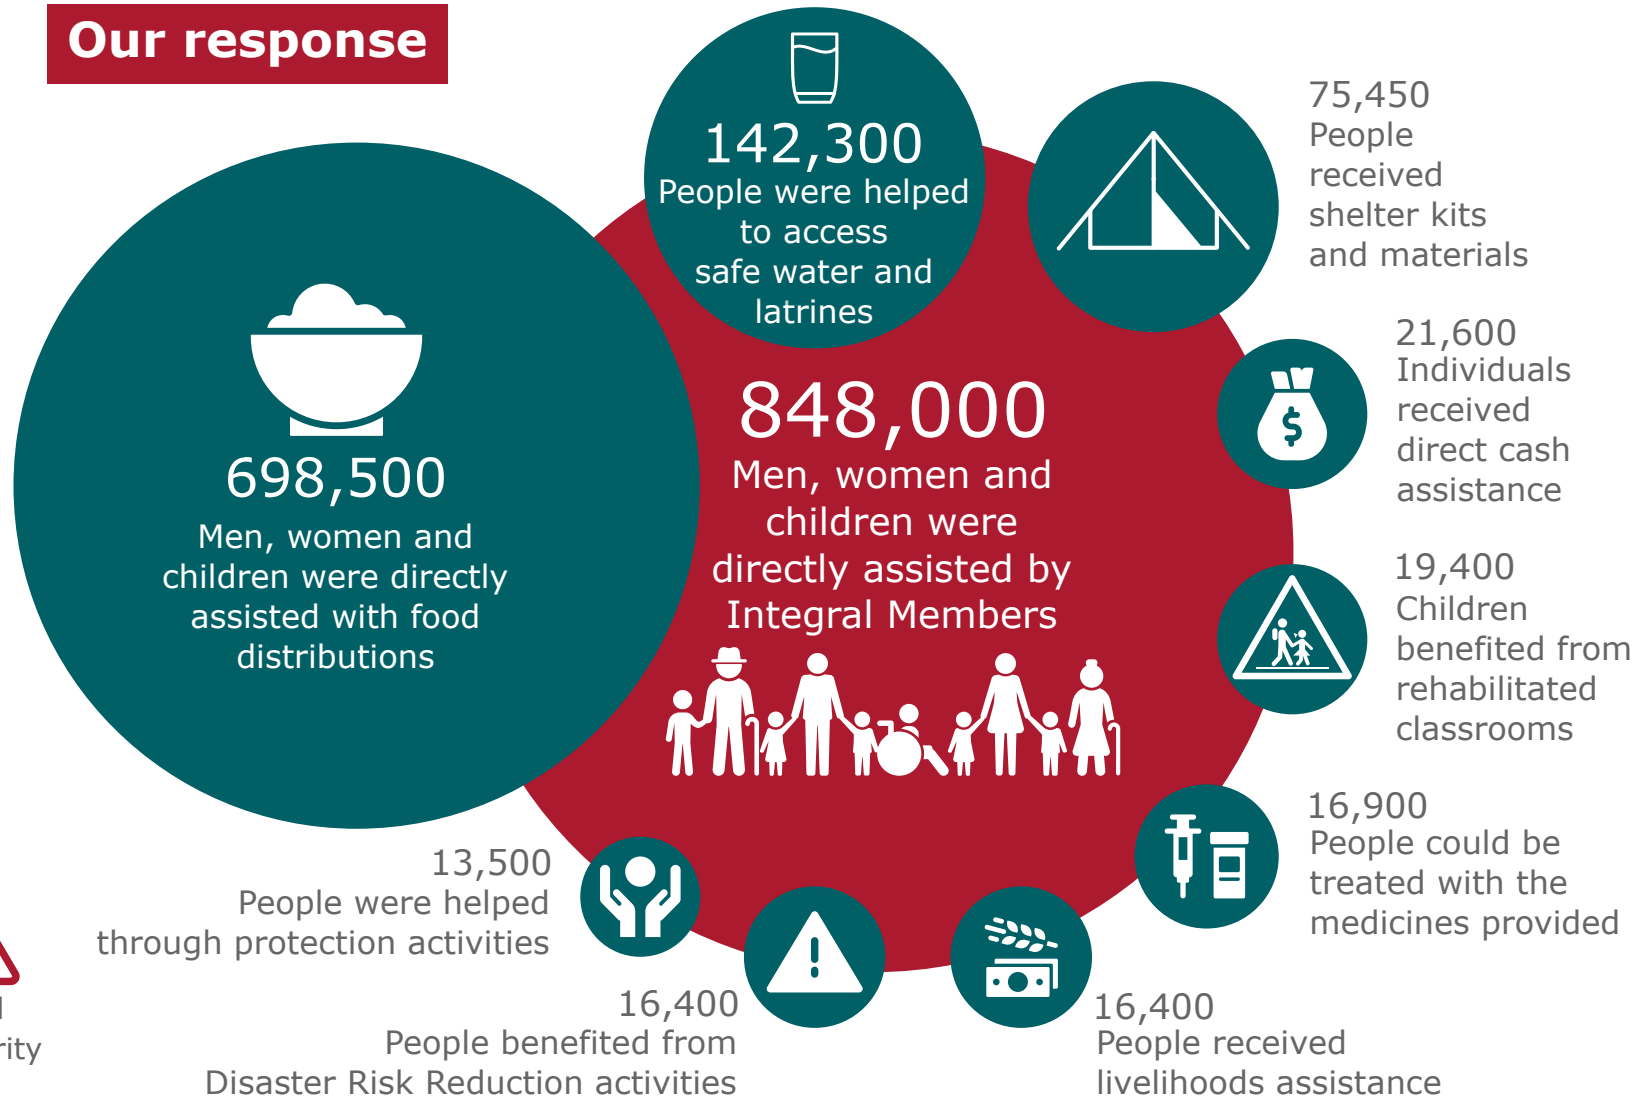 Our response
142,300
People were helped
to access
safe water and
latrines
75,450
People
received
shelter kits
and materials
21,600
Individuals
received
direct cash
assistance
698,500
Men, women and
children were directly
assisted with food
distributions
848,000
Men, women and
children were
directly assisted by
Integral Members
$
19,400
Children
benefited from
rehabilitated
classrooms
16,900
People could be
treated with the
medicines provided
13,500
People were helped
through protection activities
!
16,400
People benefited from
Disaster Risk Reduction activities
16,400
People received
livelihoods assistance